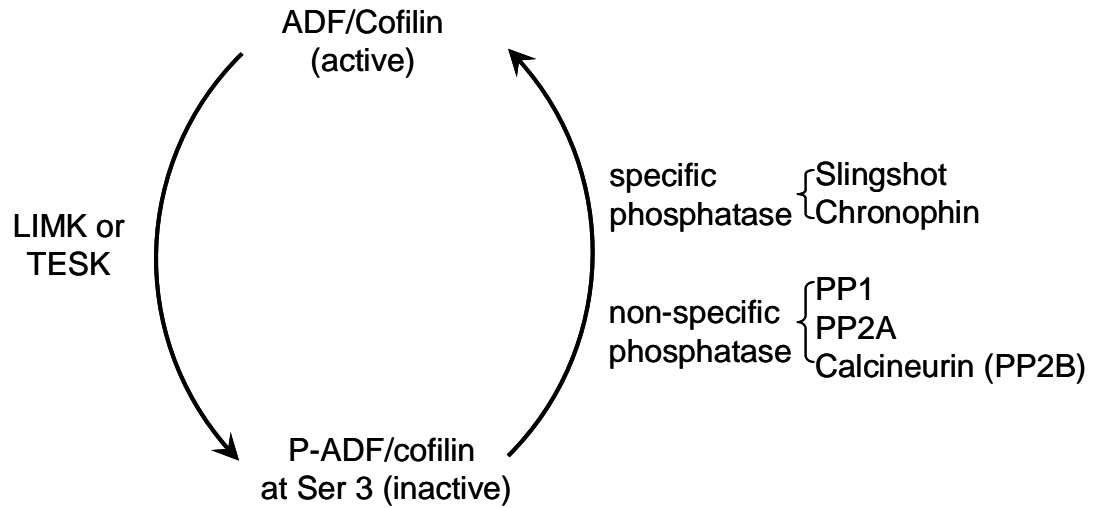 ADF/Cofilin
(active)
LIMK or
TESK
specific
phosphatase
Slingshot
Chronophin
non-specific
phosphatase
PP1
PP2A
Calcineurin (PP2B)
P-ADF/cofilin
at Ser 3 (inactive)